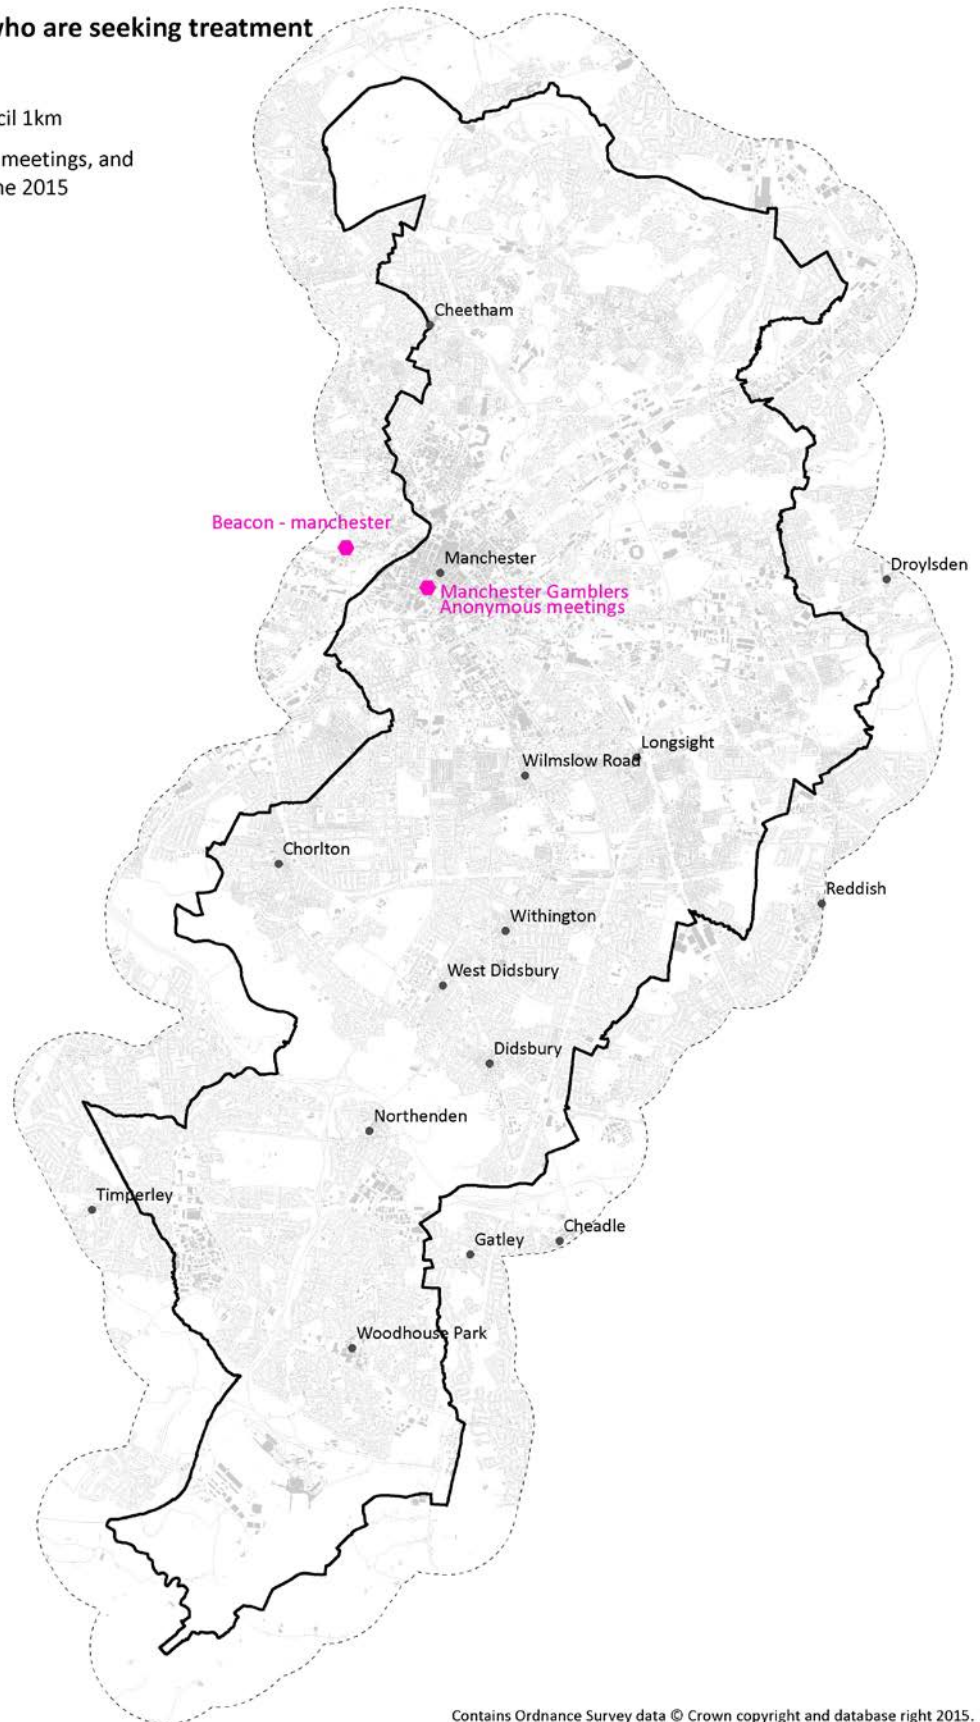 who are seeking treatment
cil 1km
meetings, and
ne 2015
Cheetham
Beacon - manchester
Manchester
Droylsden
Manchester Gamblers
Anonymous meetings
Longsight
Wilmslow Road
Chorlton
Reddish
Withington
West Didsbury
Didsbury
Northenden
Timperley
Cheadle
Gatley
Woodhouse Park
Contains Ordnance Survey data © Crown copyright and database right 2015.